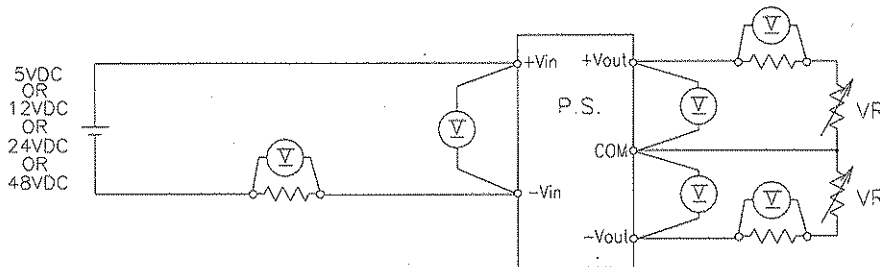 5VDC
OR
12VDC
OR
24VDC
OR
48VDC
+Vin
-Vin
P.S.
+Vout
COM
-Vout
V
V
V
V
V
V
VR
VR